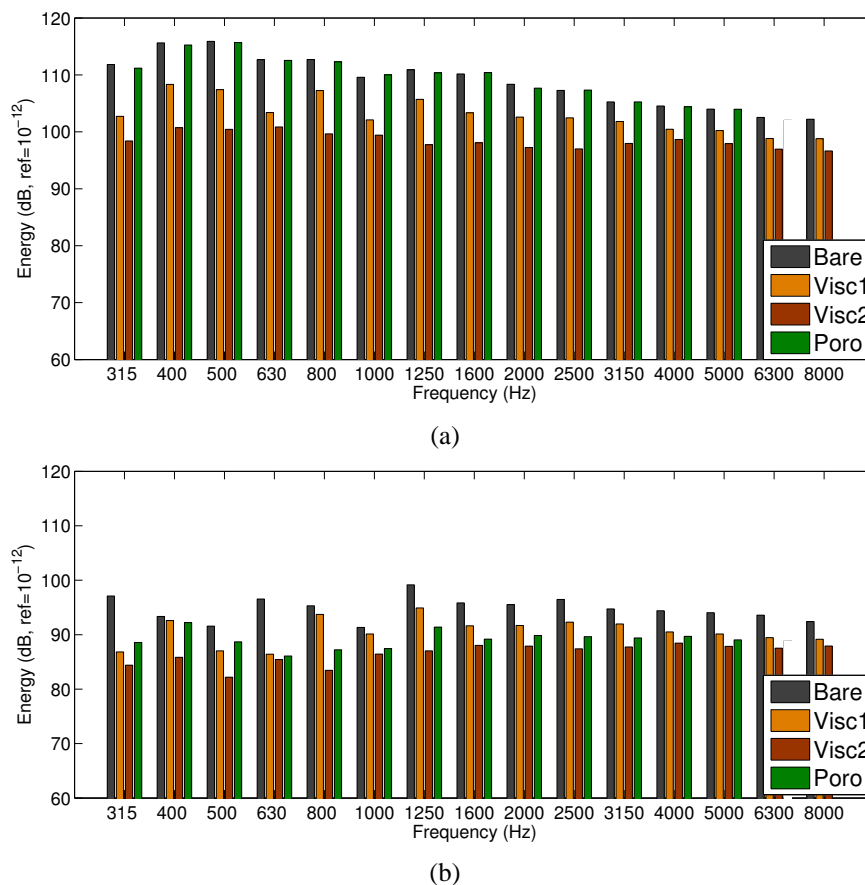 120
110
100
90
80
70
60
Energy (dB, ref=10⁻¹²)
315 400 500 630 800 1000 1250 1600 2000 2500 3150 4000 5000 6300 8000
Frequency (Hz)
Bare
Visc1
Visc2
Poro
(a)
120
110
100
90
80
70
60
Energy (dB, ref=10⁻¹²)
315 400 500 630 800 1000 1250 1600 2000 2500 3150 4000 5000 6300 8000
Frequency (Hz)
Bare
Visc1
Visc2
Poro
(b)